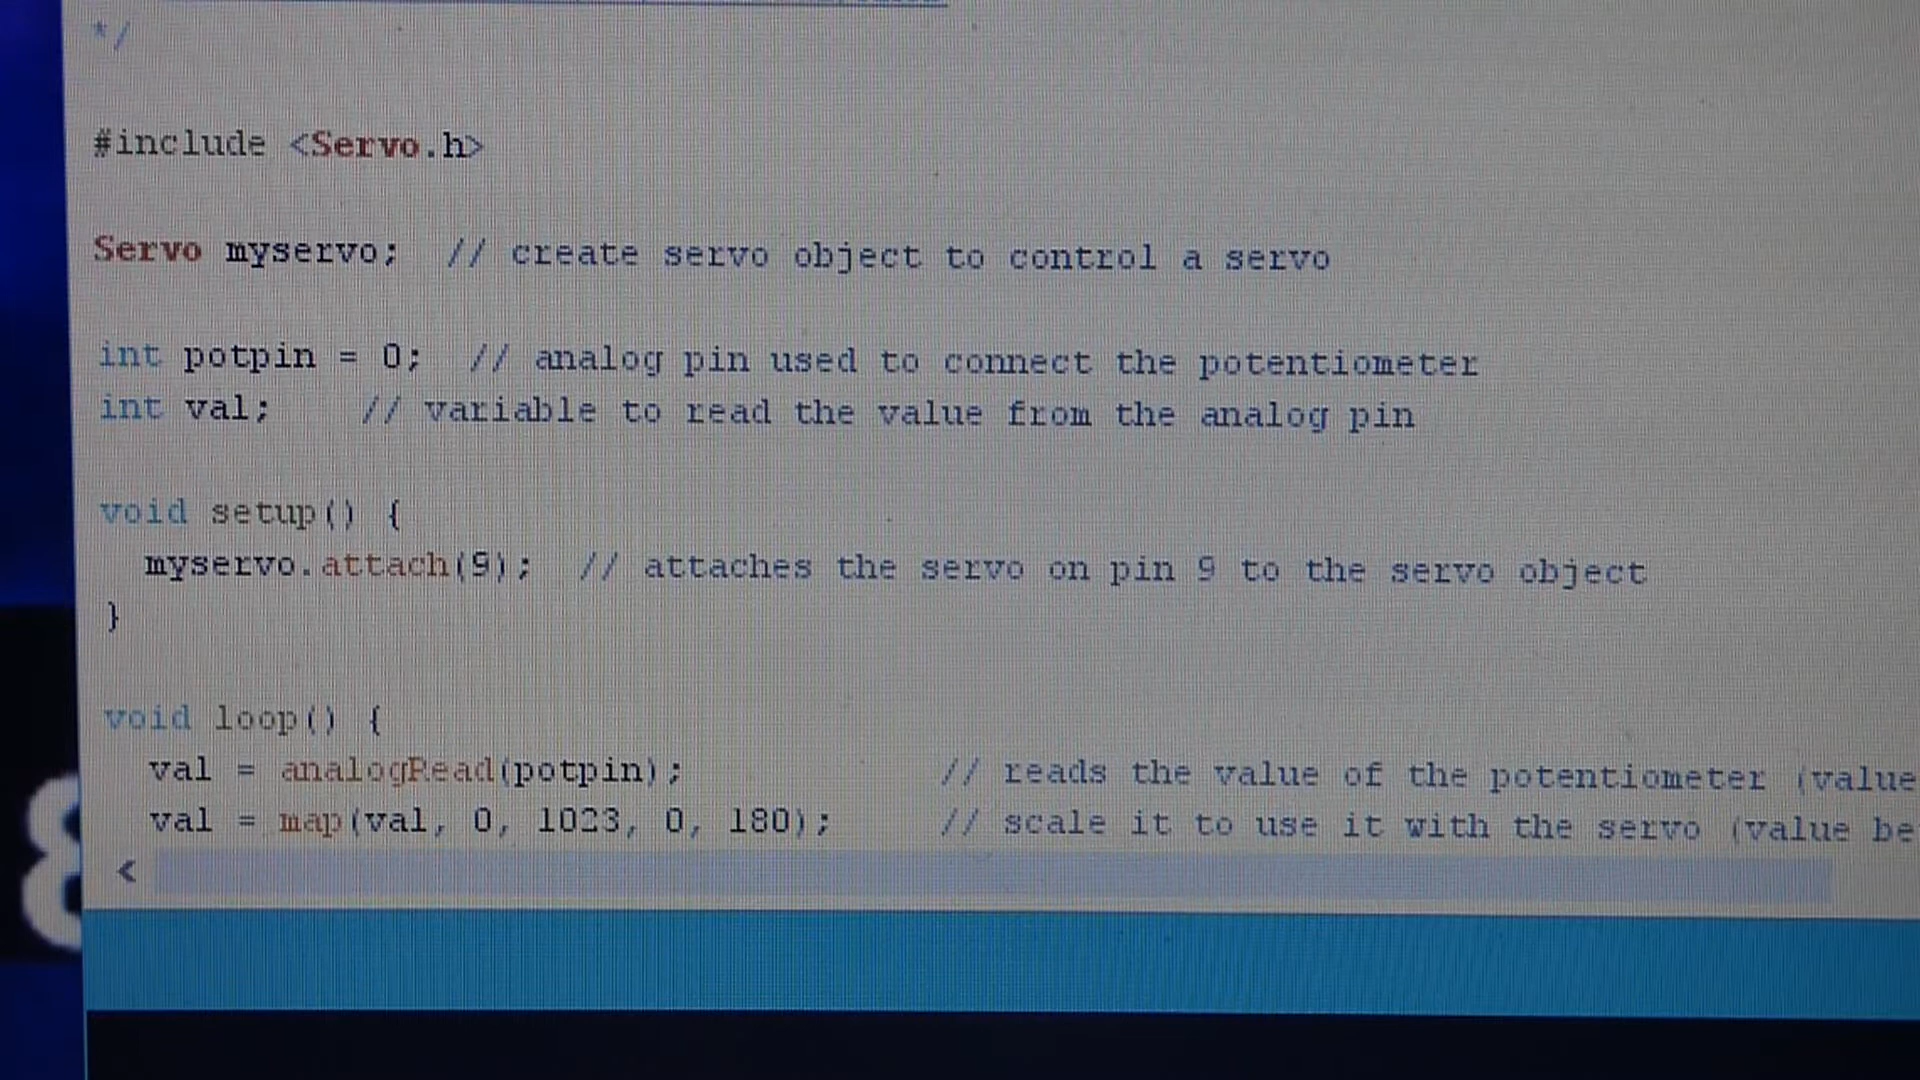 */
#include <Servo.h>
Servo myservo;  // create servo object to control a servo
int potpin = 0;  // analog pin used to connect the potentiometer
int val;    // variable to read the value from the analog pin
void setup() {
  myservo.attach(9);  // attaches the servo on pin 9 to the servo object
}
void loop() {
  val = analogRead(potpin);            // reads the value of the potentiometer (value
  val = map(val, 0, 1023, 0, 180);     // scale it to use it with the servo (value be
<
8